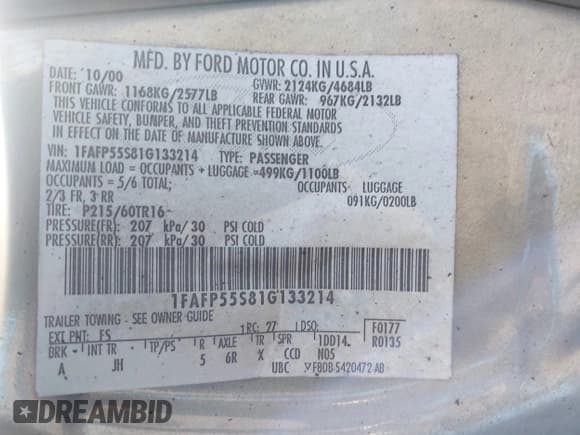 MFD. BY FORD MOTOR CO. IN U.S.A.
DATE: 10/00 GVWR: 2124KG/4684LB
FRONT GAWR: 1168KG/2577LB REAR GAWR: 967KG/2132LB
THIS VEHICLE CONFORMS TO ALL APPLICABLE FEDERAL MOTOR
VEHICLE SAFETY, BUMPER, AND THEFT PREVENTION STANDARDS
IN EFFECT ON THE DATE OF MANUFACTURE SHOWN ABOVE.
VIN: 1FAFP55S81G133214 TYPE: PASSENGER
MAXIMUM LOAD = OCCUPANTS + LUGGAGE =499KG/1100LB
OCCUPANTS = 5/6 TOTAL; OCCUPANTS LUGGAGE
2/3 FR, 3 RR 091KG/0200LB
TIRE: P215/60TR16
PRESSURE(FR): 207 kPa/30 PSI COLD
PRESSURE(RR): 207 kPa/30 PSI COLD
1FAFP55S81G133214
TRAILER TOWING - SEE OWNER GUIDE
EXT PNT: FS RC: 27 DSO: F0177
BRK INT TR TP/PS R AXLE TR SPR 1DD14 R0135
A JH 5 6R X CCD N05
UBC F8DB-5420472-AB
DREAMBID